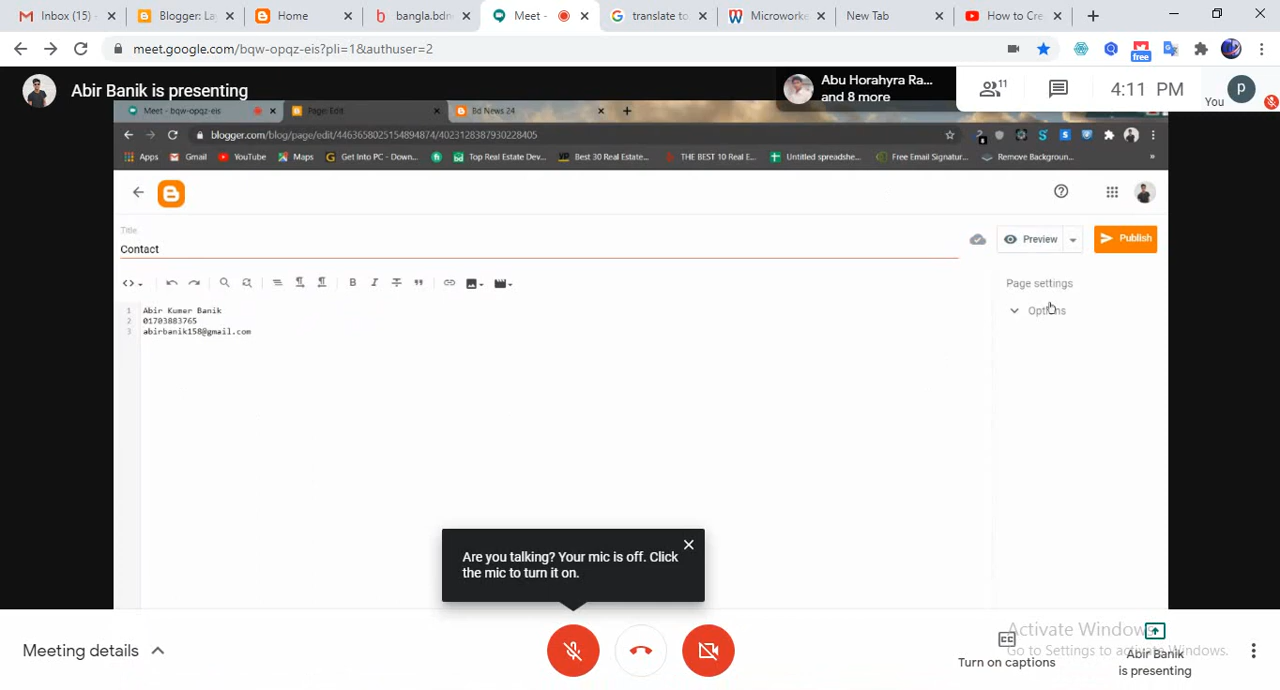 Inbox (15) -
Blogger: La
Home
bangla.bdn
Meet -
translate to
Microworke
New Tab
How to Cre
meet.google.com/bqw-opqz-eis?pli=1&authuser=2
free
Abir Banik is presenting
Abu Horahyra Ra...
and 8 more
11
4:11 PM
You
p
Meet - bqw-opqz-eis
Page: Edit
Bd News 24
blogger.com/blog/page/edit/4463658025154894874/4023128387930228405
Apps
Gmail
YouTube
Maps
Get Into PC - Down...
Top Real Estate Dev...
Best 30 Real Estate...
THE BEST 10 Real E...
Untitled spreadshe...
Free Email Signatur...
Remove Backgroun...
»
Title
Contact
Preview
Publish
Page settings
Options
1 Abir Kumer Banik
2 01703883765
3 abirbanik158@gmail.com
Are you talking? Your mic is off. Click
the mic to turn it on.
Meeting details
Turn on captions
Abir Banik
is presenting
Activate Windows
Go to Settings to activate Windows.